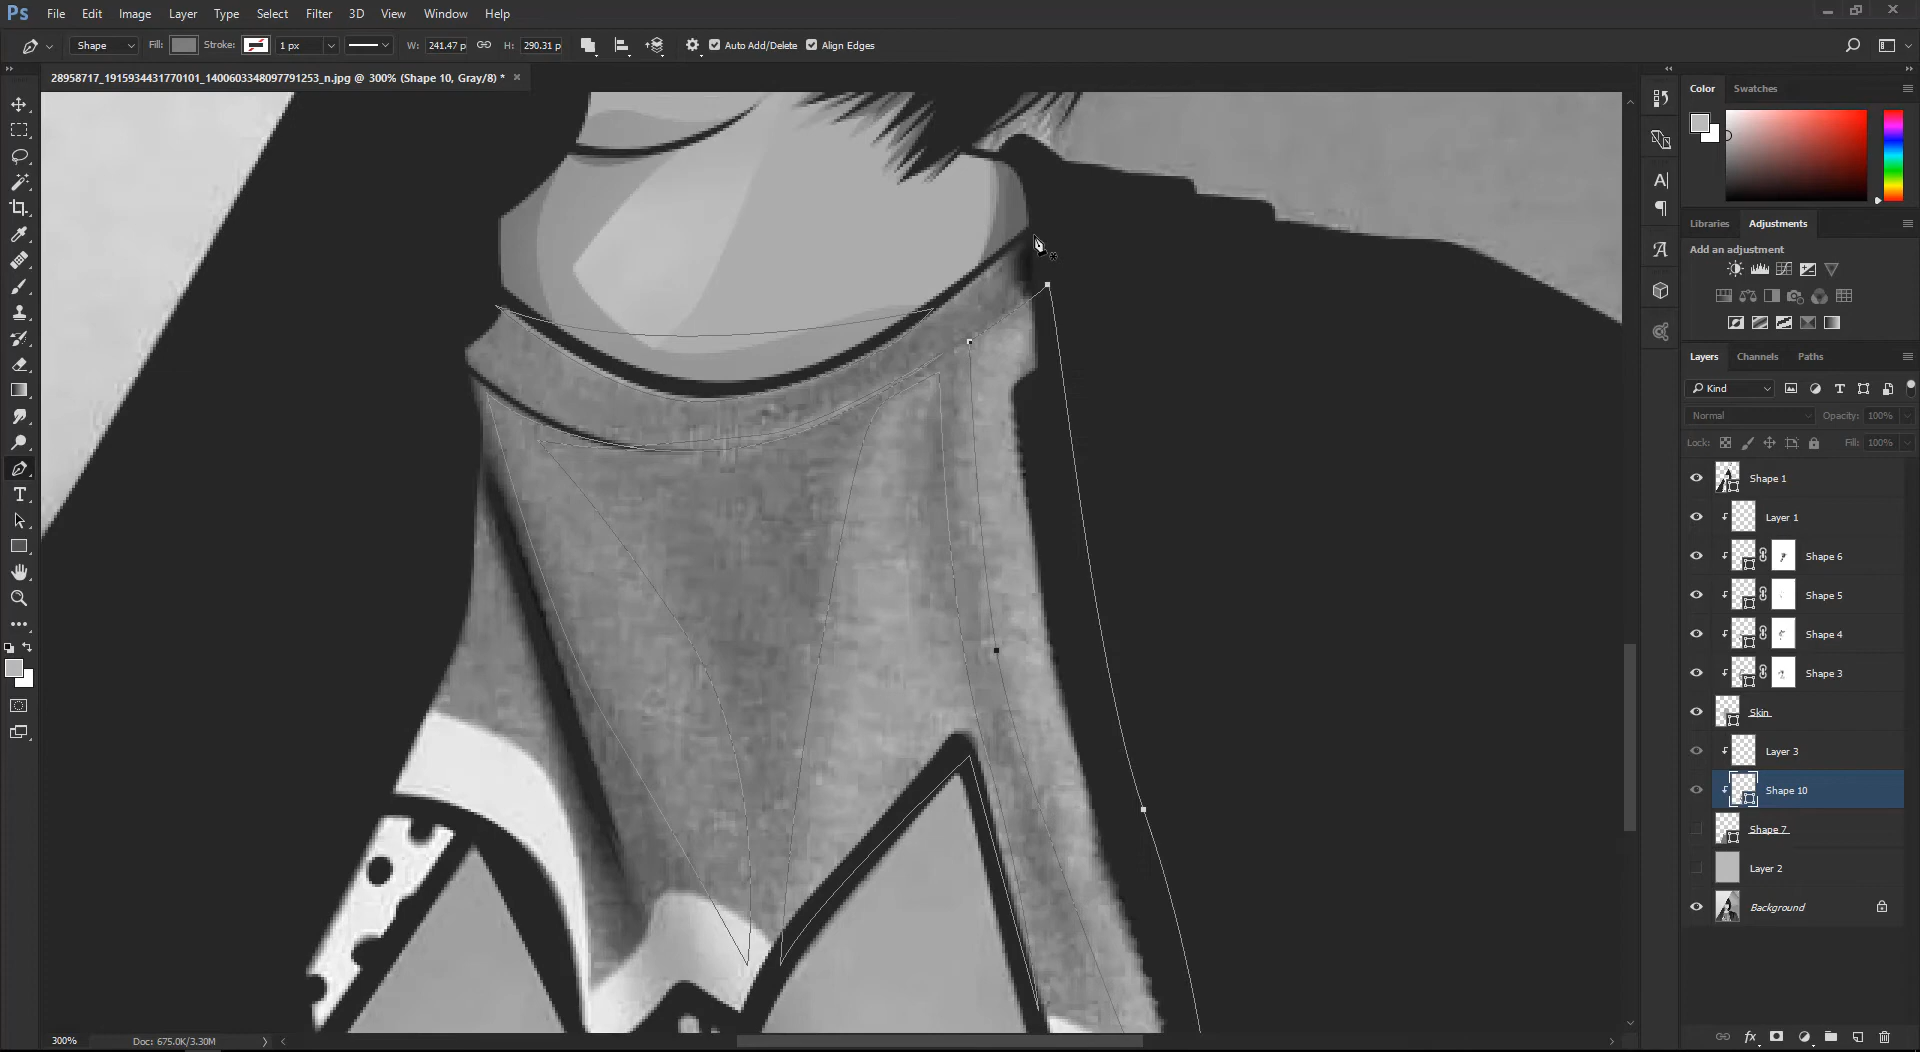 Ps File Edit Image Layer Type Select Filter 3D View Window Help
Shape Fill: Stroke: 1 px W: 241.47 p H: 290.31 p Auto Add/Delete Align Edges
28958717_1915934431770101_1400603348097791253_n.jpg @ 300% (Shape 10, Gray/8) *
Color Swatches
Libraries Adjustments
Add an adjustment
Layers Channels Paths
Kind
Normal Opacity: 100%
Lock: Fill: 100%
Shape 1
Layer 1
Shape 6
Shape 5
Shape 4
Shape 3
Skin
Layer 3
Shape 10
Shape 7
Layer 2
Background
300% Doc: 675.0K/3.30M